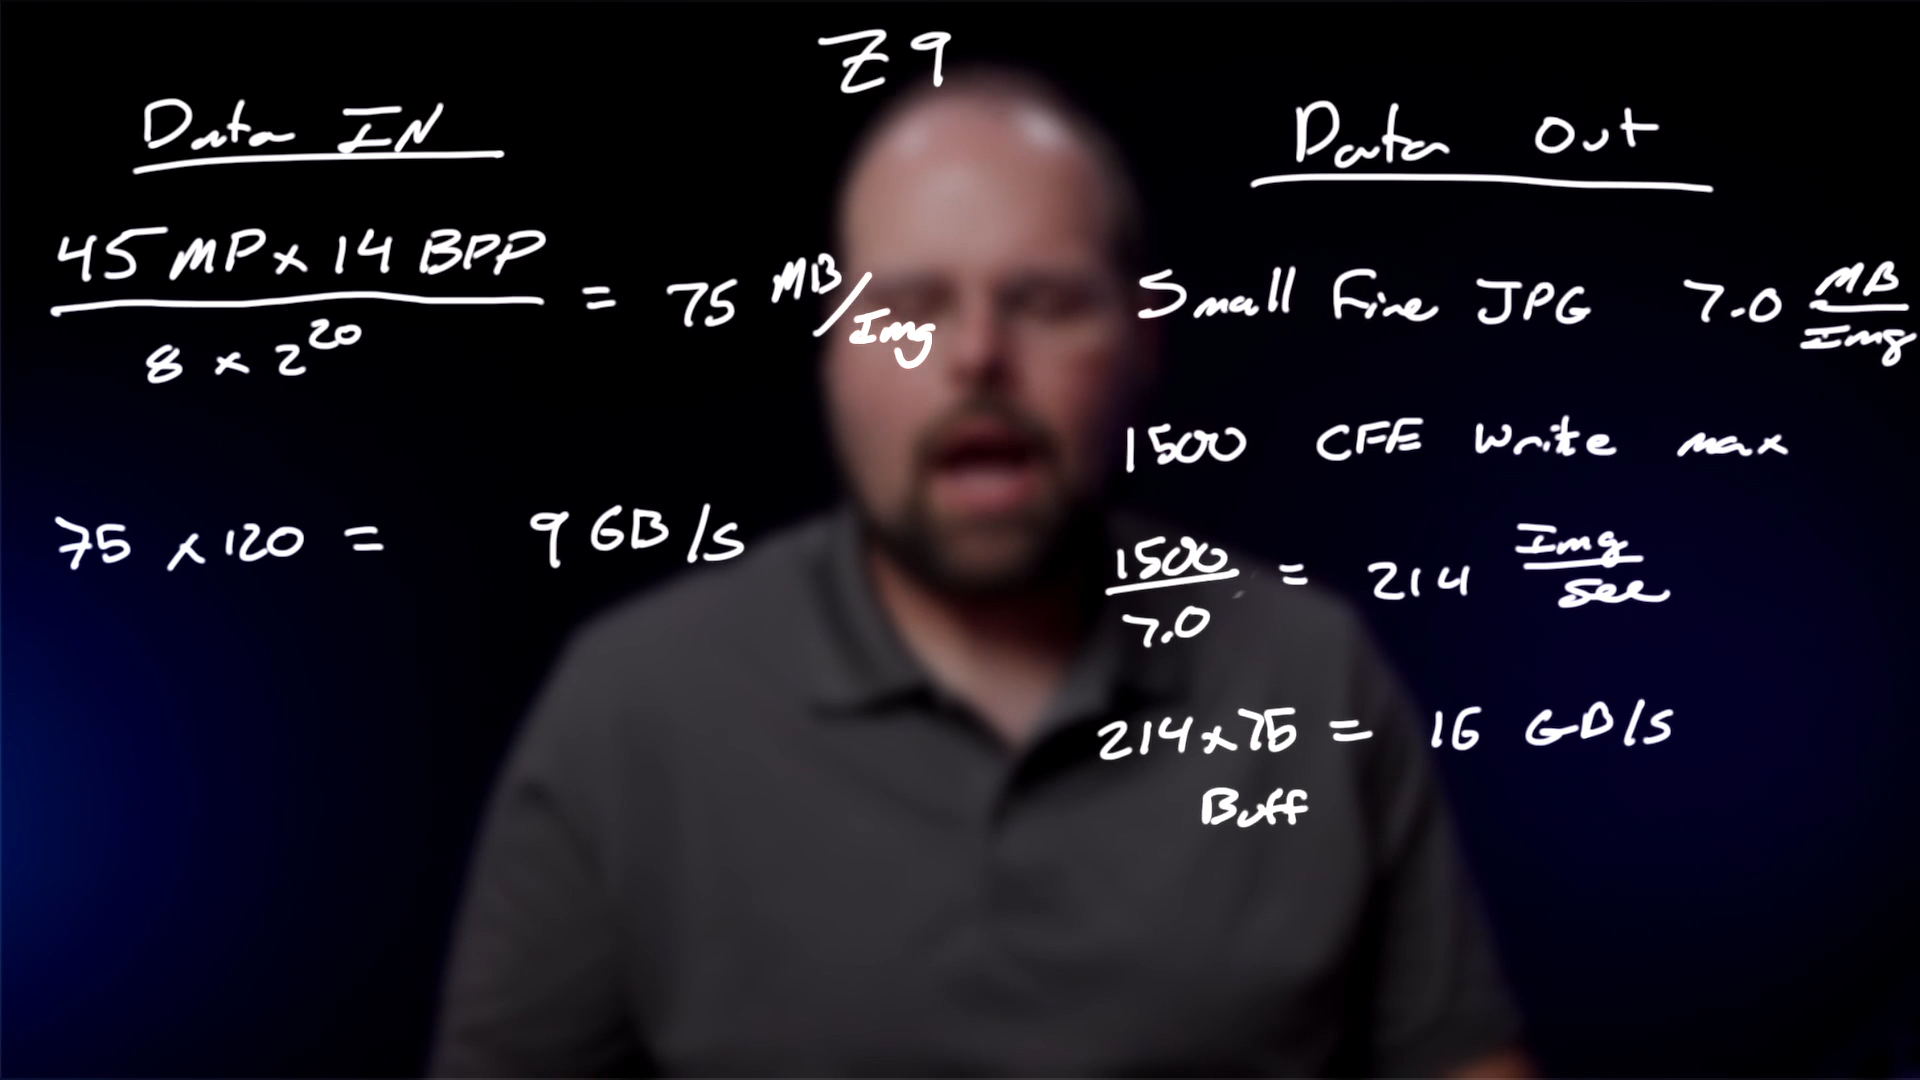 Z9
Data IN
45 MP x 14 BPP
8 x 2^20
= 75 MB/Img
75 x 120 = 9 GB/s
Data Out
Small Fine JPG 7.0 MB/Img
1500 CFE Write max
1500
7.0
= 214 Img/sec
214 x 75 = 16 GB/s
Buff